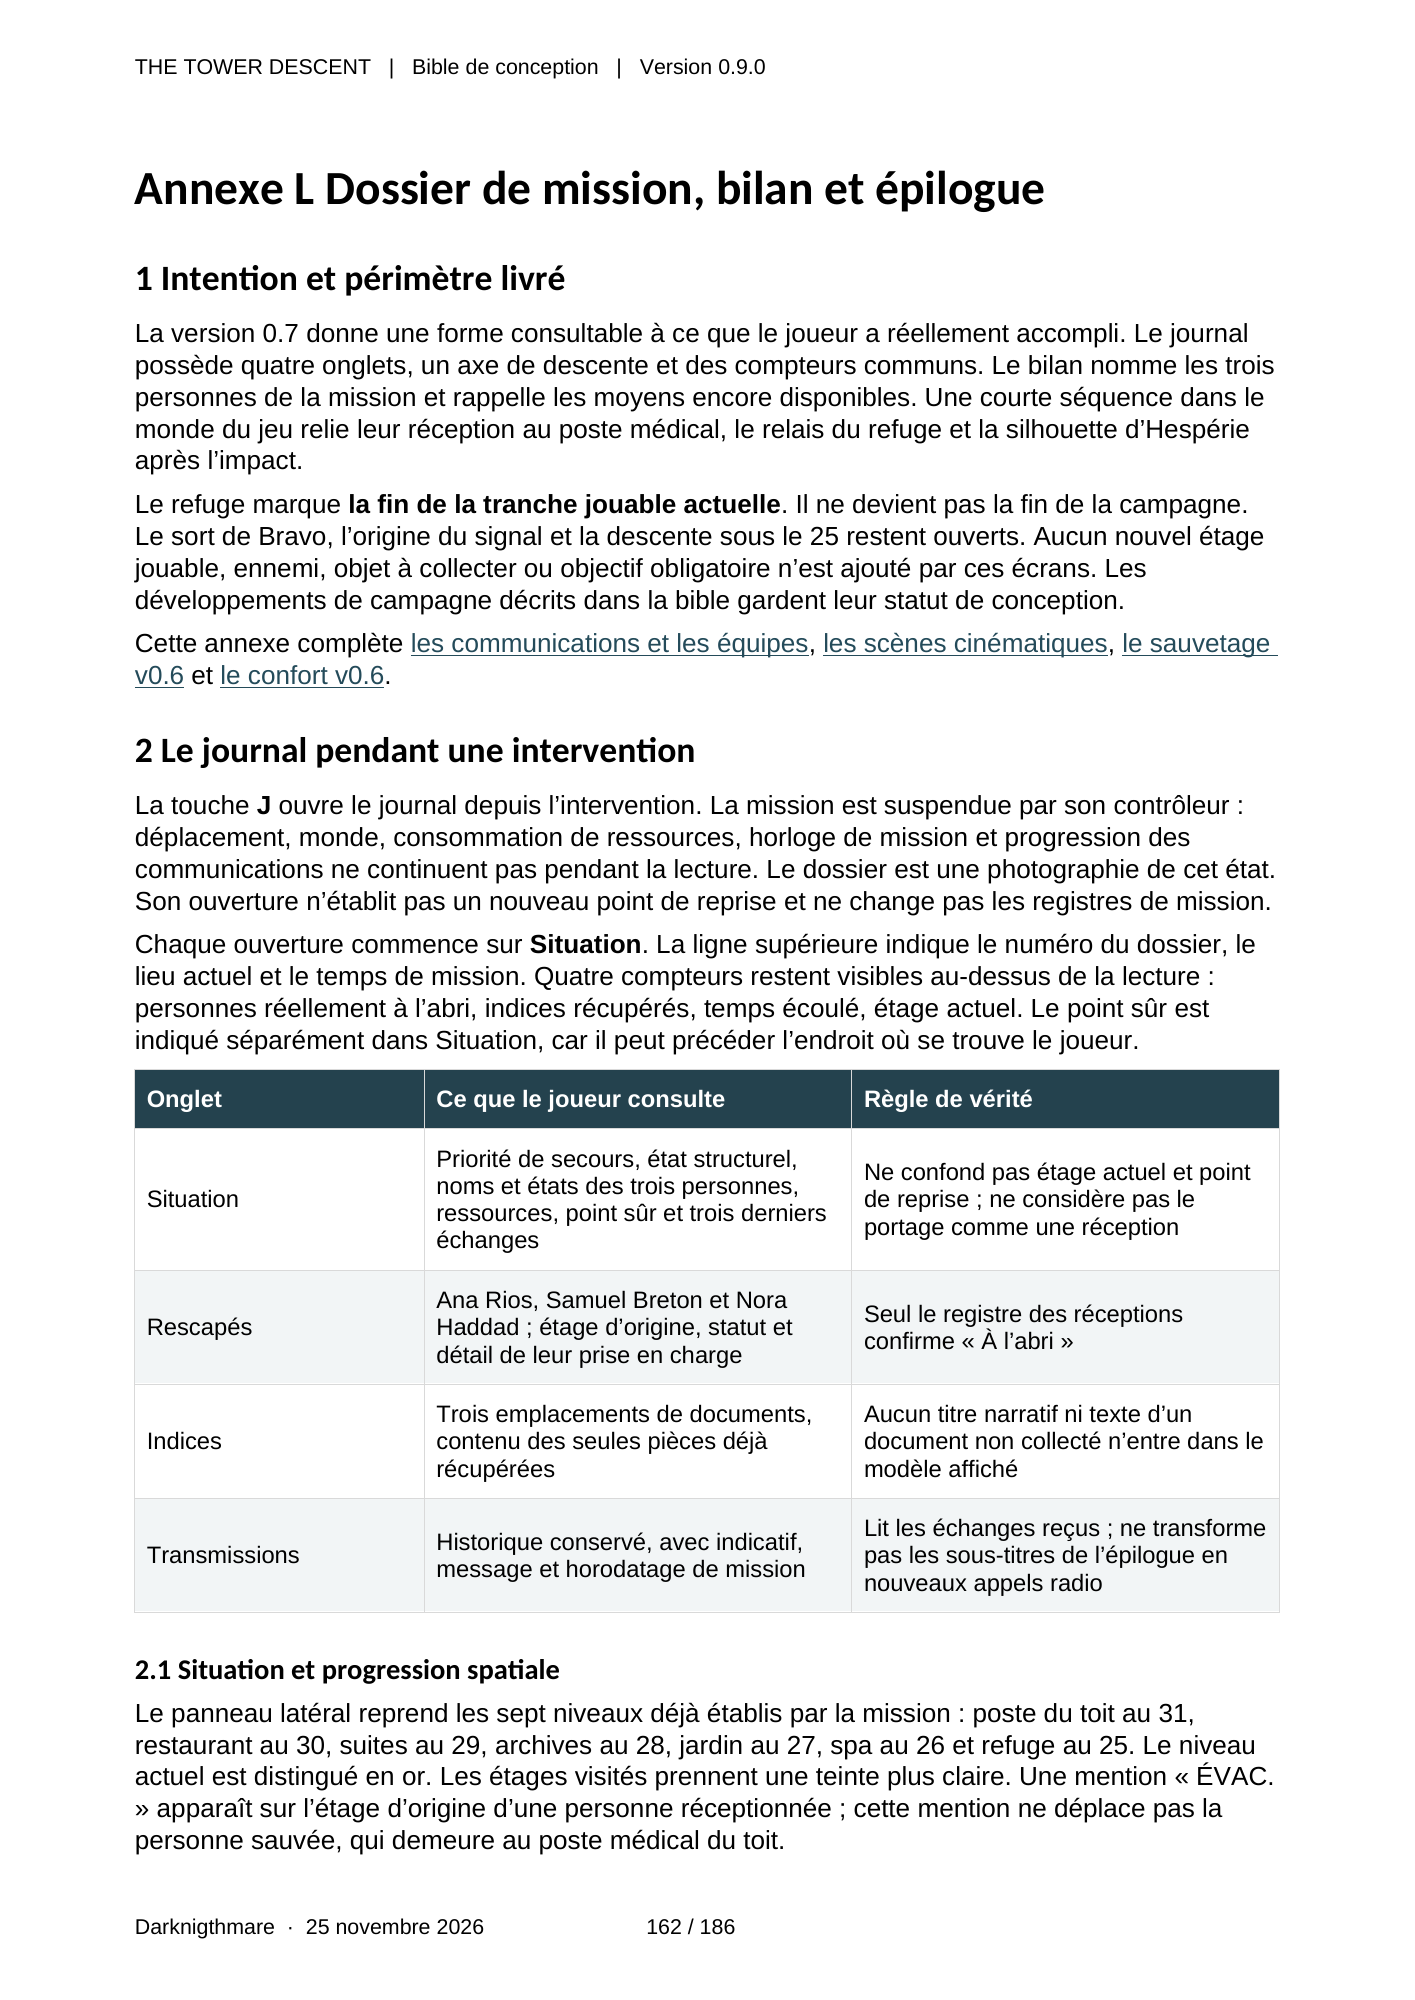 THE TOWER DESCENT | Bible de conception | Version 0.9.0
Annexe L Dossier de mission, bilan et épilogue
1 Intention et périmètre livré
La version 0.7 donne une forme consultable à ce que le joueur a réellement accompli. Le journal
possède quatre onglets, un axe de descente et des compteurs communs. Le bilan nomme les trois
personnes de la mission et rappelle les moyens encore disponibles. Une courte séquence dans le
monde du jeu relie leur réception au poste médical, le relais du refuge et la silhouette d’Hespérie
après l’impact.
Le refuge marque la fin de la tranche jouable actuelle. Il ne devient pas la fin de la campagne.
Le sort de Bravo, l’origine du signal et la descente sous le 25 restent ouverts. Aucun nouvel étage
jouable, ennemi, objet à collecter ou objectif obligatoire n’est ajouté par ces écrans. Les
développements de campagne décrits dans la bible gardent leur statut de conception.
Cette annexe complète les communications et les équipes, les scènes cinématiques, le sauvetage
v0.6 et le confort v0.6.
2 Le journal pendant une intervention
La touche J ouvre le journal depuis l’intervention. La mission est suspendue par son contrôleur :
déplacement, monde, consommation de ressources, horloge de mission et progression des
communications ne continuent pas pendant la lecture. Le dossier est une photographie de cet état.
Son ouverture n’établit pas un nouveau point de reprise et ne change pas les registres de mission.
Chaque ouverture commence sur Situation. La ligne supérieure indique le numéro du dossier, le
lieu actuel et le temps de mission. Quatre compteurs restent visibles au-dessus de la lecture :
personnes réellement à l’abri, indices récupérés, temps écoulé, étage actuel. Le point sûr est
indiqué séparément dans Situation, car il peut précéder l’endroit où se trouve le joueur.
Onglet
Ce que le joueur consulte
Règle de vérité
Situation
Priorité de secours, état structurel,
noms et états des trois personnes,
ressources, point sûr et trois derniers
échanges
Ne confond pas étage actuel et point
de reprise ; ne considère pas le
portage comme une réception
Rescapés
Ana Rios, Samuel Breton et Nora
Haddad ; étage d’origine, statut et
détail de leur prise en charge
Seul le registre des réceptions
confirme « À l’abri »
Indices
Trois emplacements de documents,
contenu des seules pièces déjà
récupérées
Aucun titre narratif ni texte d’un
document non collecté n’entre dans le
modèle affiché
Transmissions
Historique conservé, avec indicatif,
message et horodatage de mission
Lit les échanges reçus ; ne transforme
pas les sous-titres de l’épilogue en
nouveaux appels radio
2.1 Situation et progression spatiale
Le panneau latéral reprend les sept niveaux déjà établis par la mission : poste du toit au 31,
restaurant au 30, suites au 29, archives au 28, jardin au 27, spa au 26 et refuge au 25. Le niveau
actuel est distingué en or. Les étages visités prennent une teinte plus claire. Une mention « ÉVAC.
» apparaît sur l’étage d’origine d’une personne réceptionnée ; cette mention ne déplace pas la
personne sauvée, qui demeure au poste médical du toit.
Darknigthmare · 25 novembre 2026
162 / 186